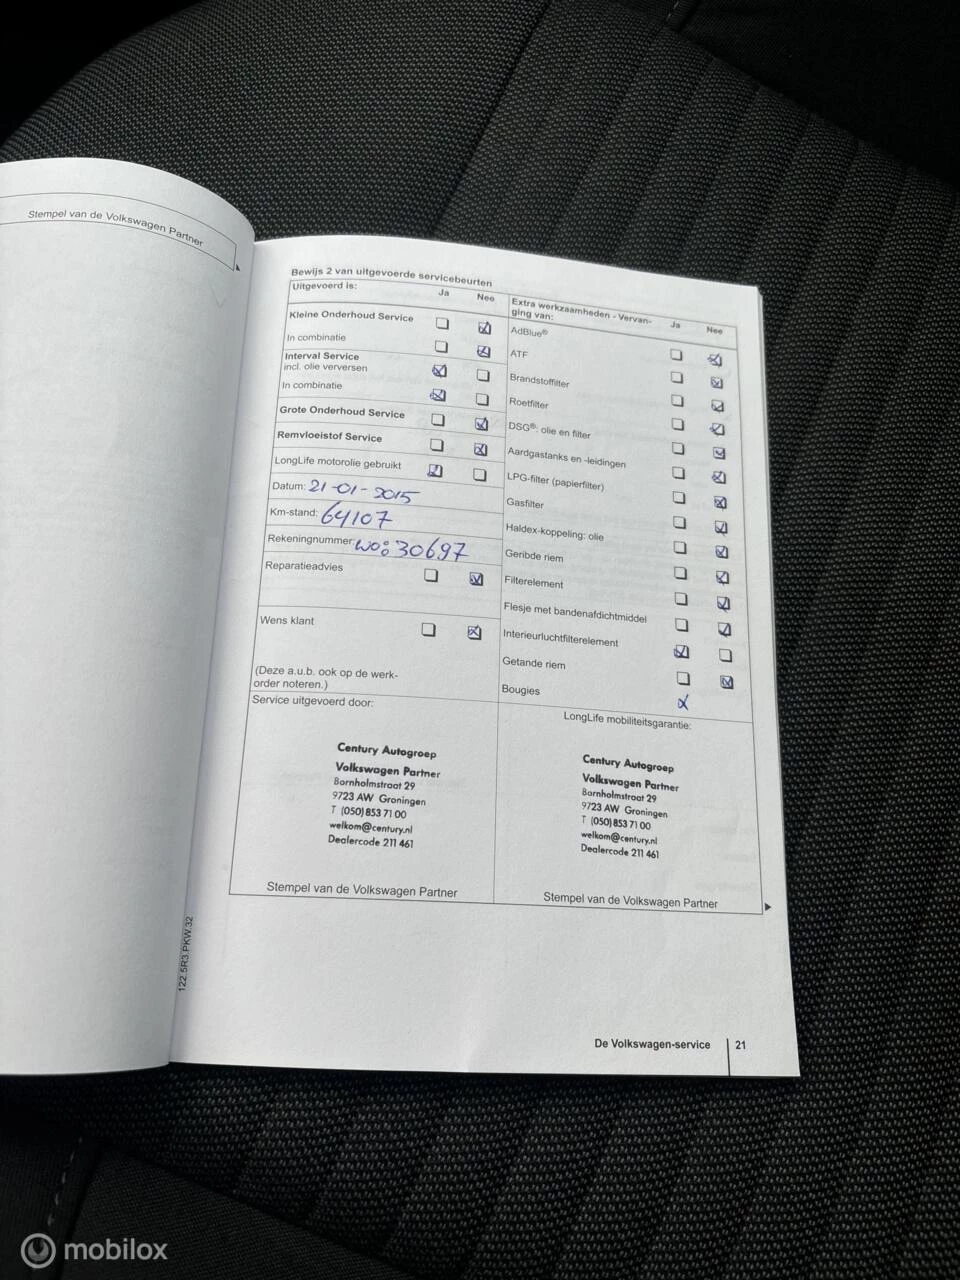 Stempel van de Volkswagen Partner
Bewijs 2 van uitgevoerde servicebeurten
Uitgevoerd is: Ja Nee
Kleine Onderhoud Service
In combinatie
Interval Service
incl. olie verversen
In combinatie
Grote Onderhoud Service
Remvloeistof Service
LongLife motorolie gebruikt
Datum: 21-01-2015
Km-stand: 64107
Rekeningnummer: W0030697
Reparatieadvies
Wens klant
(Deze a.u.b. ook op de werk-
order noteren.)
Extra werkzaamheden - Vervan-
ging van: Ja Nee
AdBlue®
ATF
Brandstoffilter
Roetfilter
DSG®: olie en filter
Aardgastanks en -leidingen
LPG-filter (papierfilter)
Gasfilter
Haldex-koppeling: olie
Geribde riem
Filterelement
Flesje met bandenafdichtmiddel
Interieurluchtfilterelement
Getande riem
Bougies
Service uitgevoerd door:
Century Autogroep
Volkswagen Partner
Bornholmstraat 29
9723 AW Groningen
T (050) 853 71 00
welkom@century.nl
Dealercode 211 461
Stempel van de Volkswagen Partner
LongLife mobiliteitsgarantie:
Century Autogroep
Volkswagen Partner
Bornholmstraat 29
9723 AW Groningen
T (050) 853 71 00
welkom@century.nl
Dealercode 211 461
Stempel van de Volkswagen Partner
122.5R3.PKW.32
De Volkswagen-service 21
mobilox